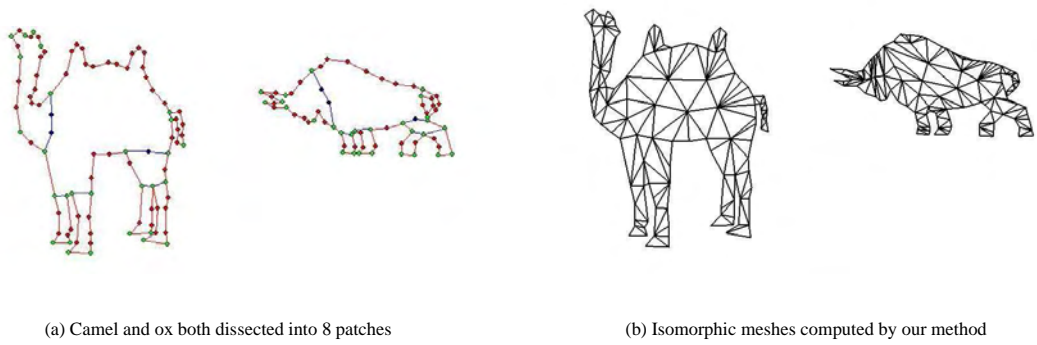 (a) Camel and ox both dissected into 8 patches
(b) Isomorphic meshes computed by our method